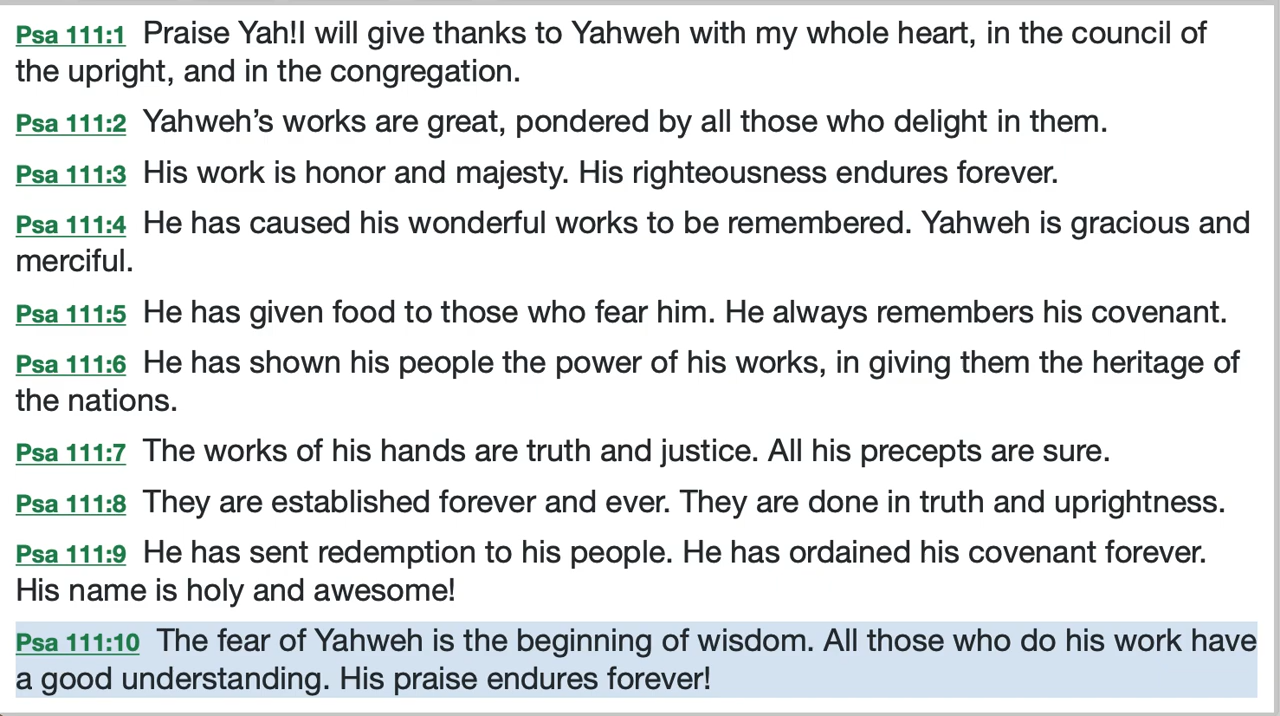 Psa 111:1 Praise Yah!I will give thanks to Yahweh with my whole heart, in the council of
the upright, and in the congregation.
Psa 111:2 Yahweh’s works are great, pondered by all those who delight in them.
Psa 111:3 His work is honor and majesty. His righteousness endures forever.
Psa 111:4 He has caused his wonderful works to be remembered. Yahweh is gracious and
merciful.
Psa 111:5 He has given food to those who fear him. He always remembers his covenant.
Psa 111:6 He has shown his people the power of his works, in giving them the heritage of
the nations.
Psa 111:7 The works of his hands are truth and justice. All his precepts are sure.
Psa 111:8 They are established forever and ever. They are done in truth and uprightness.
Psa 111:9 He has sent redemption to his people. He has ordained his covenant forever.
His name is holy and awesome!
Psa 111:10 The fear of Yahweh is the beginning of wisdom. All those who do his work have
a good understanding. His praise endures forever!